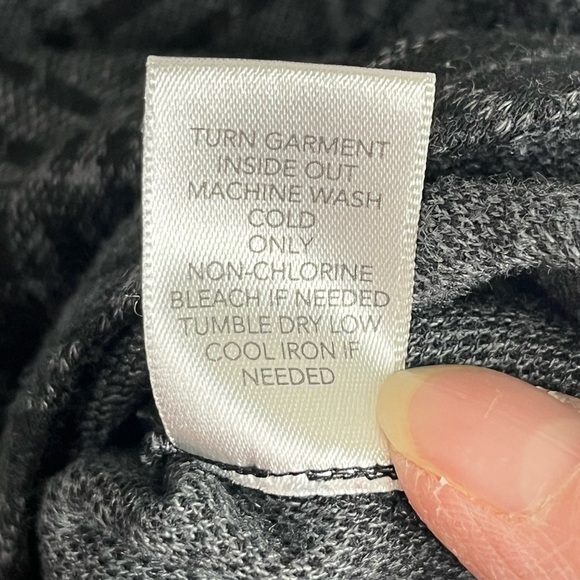 TURN GARMENT
INSIDE OUT
MACHINE WASH
COLD
ONLY
NON-CHLORINE
BLEACH IF NEEDED
TUMBLE DRY LOW
COOL IRON IF
NEEDED